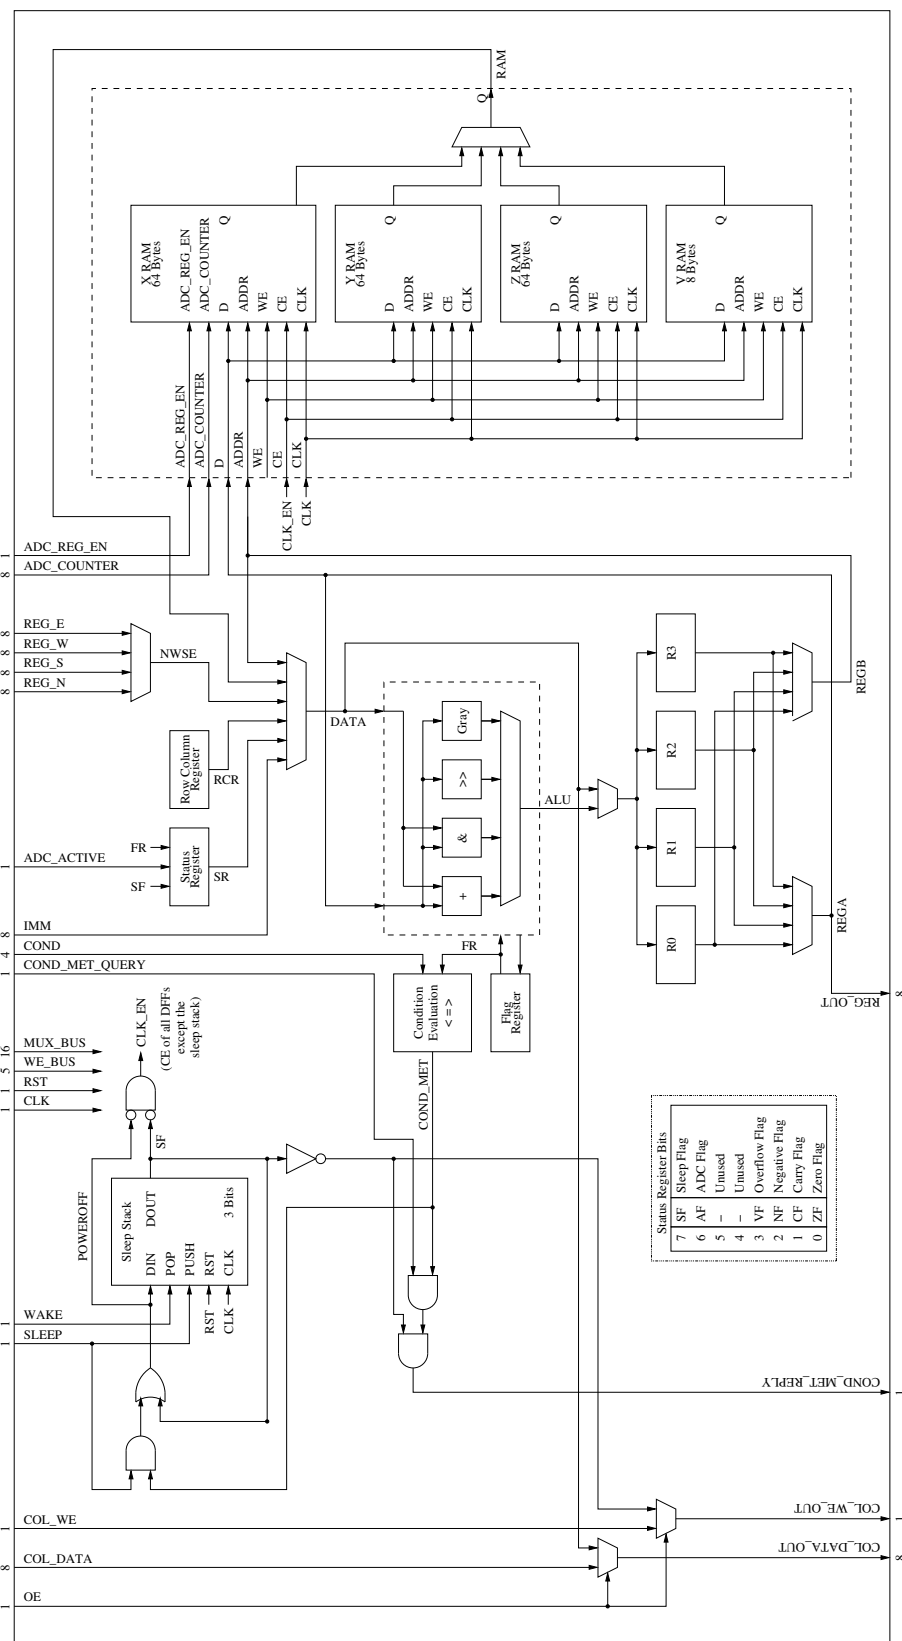 RAM
Q
X RAM
64 Bytes
ADC_REG_EN
ADC_COUNTER
D
Q
ADDR
WE
CE
CLK
Y RAM
64 Bytes
D
Q
ADDR
WE
CE
CLK
Z RAM
64 Bytes
D
Q
ADDR
WE
CE
CLK
V RAM
8 Bytes
D
Q
ADDR
WE
CE
CLK
ADC_REG_EN
ADC_COUNTER
D
ADDR
WE
CE
CLK
CLK_EN
CLK
1 ADC_REG_EN
8 ADC_COUNTER
8 REG_E
8 REG_W
8 REG_S
8 REG_N
NWSE
Row Column
Register
RCR
DATA
Gray
>>
&
+
ALU
R3
R2
R1
R0
REGB
REGA
REG_OUT 8
FR
1 ADC_ACTIVE
SF
Status
Register
SR
8 IMM
4 COND
1 COND_MET_QUERY
FR
Condition
Evaluation
<=>
Flag
Register
COND_MET
CLK_EN
(CE of all DFFs
except the
sleep stack)
16 MUX_BUS
5 WE_BUS
1 RST
1 CLK
SF
POWEROFF
Sleep Stack
DIN
DOUT
POP
PUSH
RST
CLK
3 Bits
RST
CLK
1 WAKE
1 SLEEP
Status Register Bits
7 SF Sleep Flag
6 AF ADC Flag
5 – Unused
4 – Unused
3 VF Overflow Flag
2 NF Negative Flag
1 CF Carry Flag
0 ZF Zero Flag
COND_MET_REPLY 1
1 COL_WE
COL_WE_OUT 1
8 COL_DATA
COL_DATA_OUT 8
1 OE